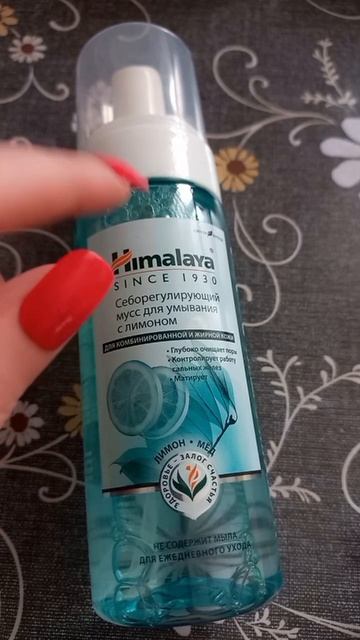 Himalaya
SINCE 1930
Себорегулирующий
мусс для умывания
с лимоном
ДЛЯ КОМБИНИРОВАННОЙ И ЖИРНОЙ КОЖИ
• Глубоко очищает поры
• Контролирует работу
сальных желез
• Матирует
ЛИМОН • МЕД
ЗДОРОВЬЕ – ЗАЛОГ СЧАСТЬЯ
НЕ СОДЕРЖИТ МЫЛА
ДЛЯ ЕЖЕДНЕВНОГО УХОДА